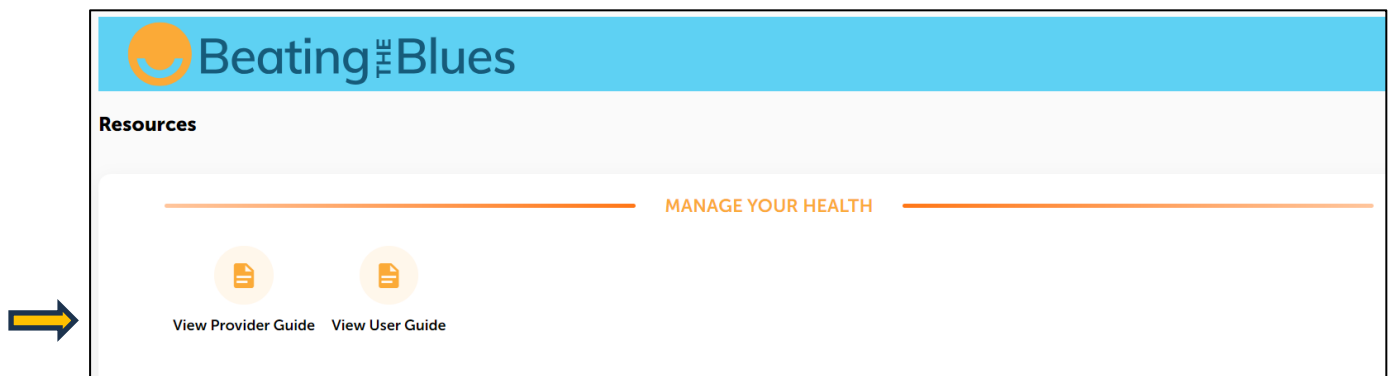 Beating THE Blues
Resources
MANAGE YOUR HEALTH
View Provider Guide View User Guide